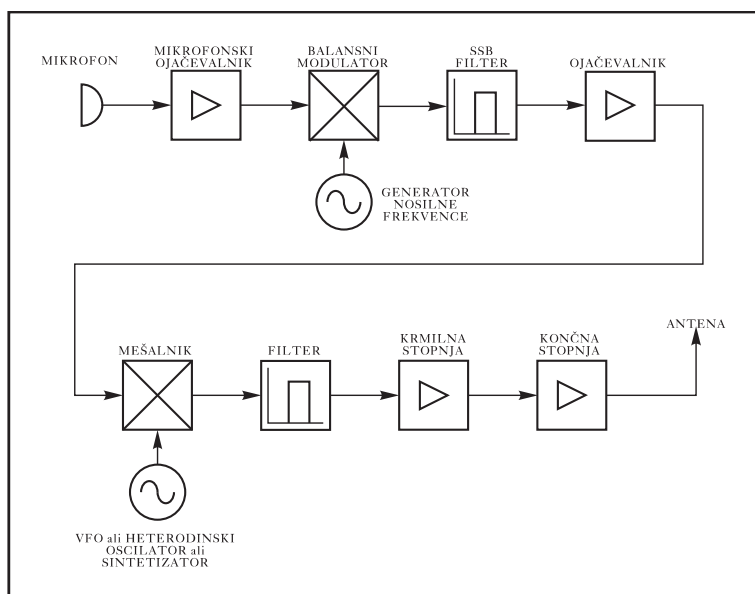 MIKROFON
MIKROFONSKI
OJAČEVALNIK
BALANSNI
MODULATOR
SSB
FILTER
OJAČEVALNIK
GENERATOR
NOSILNE
FREKVENCE
MEŠALNIK
FILTER
KRMILNA
STOPNJA
KONČNA
STOPNJA
ANTENA
VFO ali HETERODINSKI
OSCILATOR ali
SINTETIZATOR